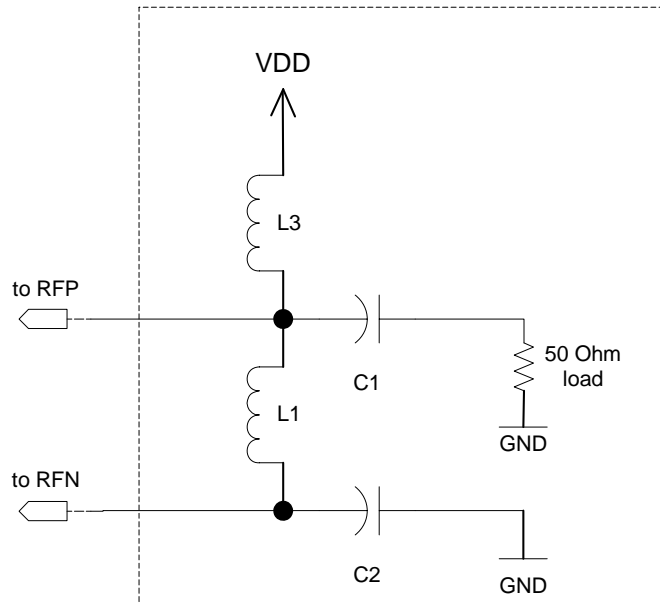 VDD
L3
to RFP
50 Ohm
load
C1
L1
GND
to RFN
C2
GND